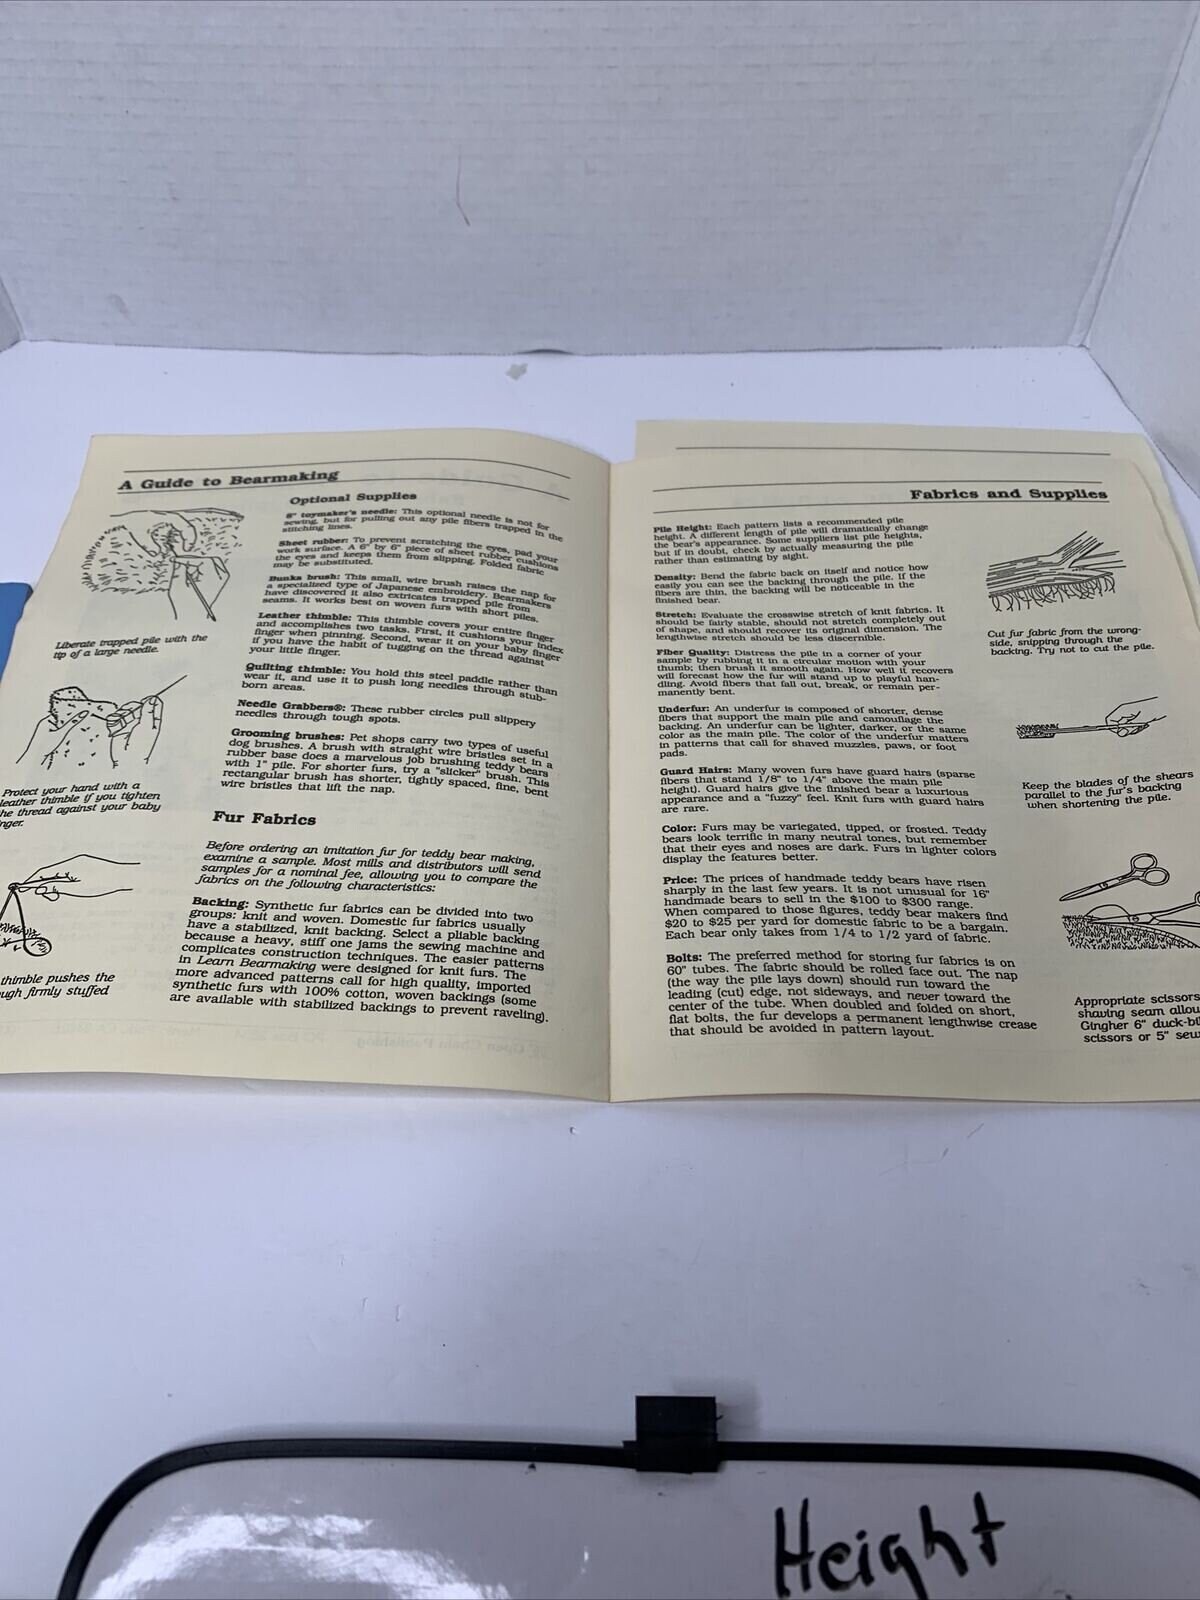 A Guide to Bearmaking
Optional Supplies
6" toymaker's needle: This optional needle is not for
sewing, but for pulling out any pile fibers trapped in the
stitching lines.
Sheet rubber: To prevent scratching the eyes, pad your
work surface. A 6" by 6" piece of sheet rubber cushions
the eyes and keeps them from slipping. Folded fabric
may be substituted.
Bunka brush: This small, wire brush raises the nap for
a specialized type of Japanese embroidery. Bearmakers
have discovered it also extricates trapped pile from
seams. It works best on woven furs with short piles.
Leather thimble: This thimble covers your entire finger
and accomplishes two tasks. First, it cushions your index
finger when pinning. Second, wear it on your baby finger
if you have the habit of tugging on the thread against
your little finger.
Quilting thimble: You hold this steel paddle rather than
wear it, and use it to push long needles through stub-
born areas.
Needle Grabbers®: These rubber circles pull slippery
needles through tough spots.
Grooming brushes: Pet shops carry two types of useful
dog brushes. A brush with straight wire bristles set in a
rubber base does a marvelous job brushing teddy bears
with 1" pile. For shorter furs, try a "slicker" brush. This
rectangular brush has shorter, tightly spaced, fine, bent
wire bristles that lift the nap.
Fur Fabrics
Before ordering an imitation fur for teddy bear making,
examine a sample. Most mills and distributors will send
samples for a nominal fee, allowing you to compare the
fabrics on the following characteristics:
Backing: Synthetic fur fabrics can be divided into two
groups: knit and woven. Domestic fur fabrics usually
have a stabilized, knit backing. Select a pliable backing
because a heavy, stiff one jams the sewing machine and
complicates construction techniques. The easier patterns
in Learn Bearmaking were designed for knit furs. The
more advanced patterns call for high quality, imported
synthetic furs with 100% cotton, woven backings (some
are available with stabilized backings to prevent raveling).
Liberate trapped pile with the
tip of a large needle.
Protect your hand with a
leather thimble if you tighten
the thread against your baby
nger.
thimble pushes the
ugh firmly stuffed
Fabrics and Supplies
Pile Height: Each pattern lists a recommended pile
height. A different length of pile will dramatically change
the bear's appearance. Some suppliers list pile heights,
but if in doubt, check by actually measuring the pile
rather than estimating by sight.
Density: Bend the fabric back on itself and notice how
easily you can see the backing through the pile. If the
fibers are thin, the backing will be noticeable in the
finished bear.
Stretch: Evaluate the crosswise stretch of knit fabrics. It
should be fairly stable, should not stretch completely out
of shape, and should recover its original dimension. The
lengthwise stretch should be less discernible.
Fiber Quality: Distress the pile in a corner of your
sample by rubbing it in a circular motion with your
thumb; then brush it smooth again. How well it recovers
will forecast how the fur will stand up to playful han-
dling. Avoid fibers that fall out, break, or remain per-
manently bent.
Underfur: An underfur is composed of shorter, dense
fibers that support the main pile and camouflage the
backing. An underfur can be lighter, darker, or the same
color as the main pile. The color of the underfur matters
in patterns that call for shaved muzzles, paws, or foot
pads.
Guard Hairs: Many woven furs have guard hairs (sparse
fibers that stand 1/8" to 1/4" above the main pile
height). Guard hairs give the finished bear a luxurious
appearance and a "fuzzy" feel. Knit furs with guard hairs
are rare.
Color: Furs may be variegated, tipped, or frosted. Teddy
bears look terrific in many neutral tones, but remember
that their eyes and noses are dark. Furs in lighter colors
display the features better.
Price: The prices of handmade teddy bears have risen
sharply in the last few years. It is not unusual for 16"
handmade bears to sell in the $100 to $300 range.
When compared to those figures, teddy bear makers find
$20 to $25 per yard for domestic fabric to be a bargain.
Each bear only takes from 1/4 to 1/2 yard of fabric.
Bolts: The preferred method for storing fur fabrics is on
60" tubes. The fabric should be rolled face out. The nap
(the way the pile lays down) should run toward the
leading (cut) edge, not sideways, and never toward the
center of the tube. When doubled and folded on short,
flat bolts, the fur develops a permanent lengthwise crease
that should be avoided in pattern layout.
Cut fur fabric from the wrong-
side, snipping through the
backing. Try not to cut the pile.
Keep the blades of the shears
parallel to the fur's backing
when shortening the pile.
Appropriate scissors
shaving seam allow
Gingher 6" duck-bi
scissors or 5" sew
Height